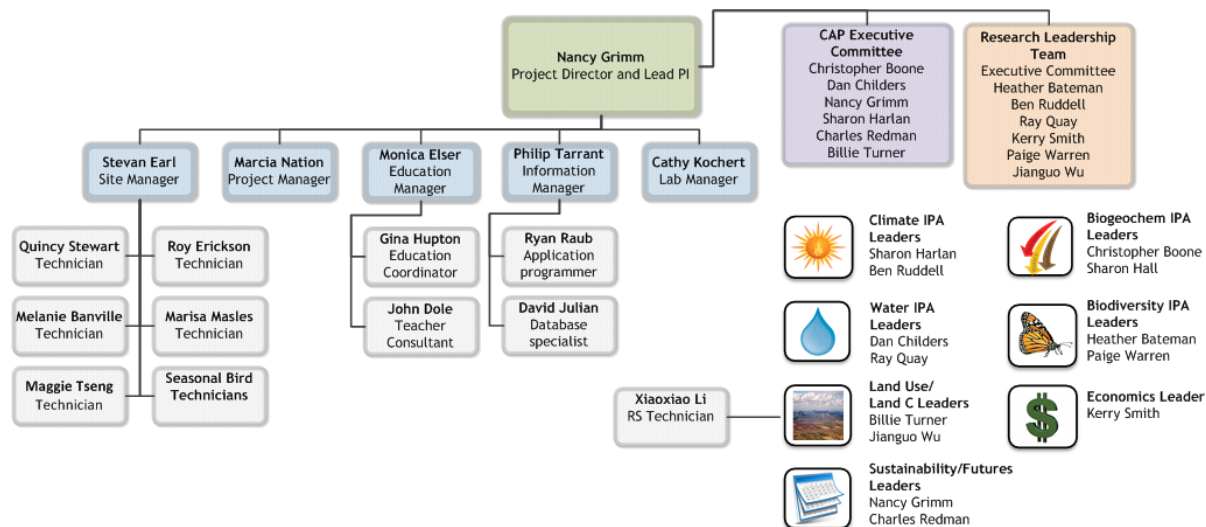 Nancy Grimm
Project Director and Lead PI
CAP Executive
Committee
Christopher Boone
Dan Childers
Nancy Grimm
Sharon Harlan
Charles Redman
Billie Turner
Research Leadership
Team
Executive Committee
Heather Bateman
Ben Ruddell
Ray Quay
Kerry Smith
Paige Warren
Jianguo Wu
Stevan Earl
Site Manager
Marcia Nation
Project Manager
Monica Elser
Education
Manager
Philip Tarrant
Information
Manager
Cathy Kochert
Lab Manager
Quincy Stewart
Technician
Roy Erickson
Technician
Melanie Banville
Technician
Marisa Masles
Technician
Maggie Tseng
Technician
Seasonal Bird
Technicians
Gina Hupton
Education
Coordinator
John Dole
Teacher
Consultant
Ryan Raub
Application
programmer
David Julian
Database
specialist
Climate IPA
Leaders
Sharon Harlan
Ben Ruddell
Biogeochem IPA
Leaders
Christopher Boone
Sharon Hall
Water IPA
Leaders
Dan Childers
Ray Quay
Biodiversity IPA
Leaders
Heather Bateman
Paige Warren
Xiaoxiao Li
RS Technician
Land Use/
Land C Leaders
Billie Turner
Jianguo Wu
$
Economics Leader
Kerry Smith
Sustainability/Futures
Leaders
Nancy Grimm
Charles Redman